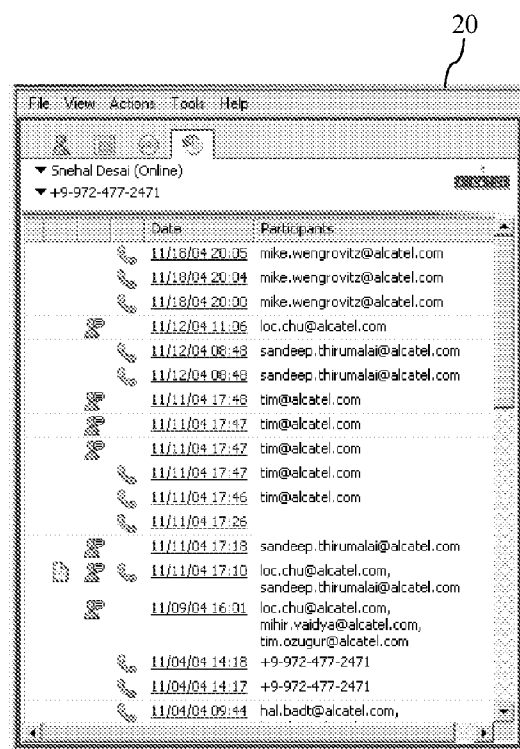 20
File View Actions Tools Help
▼ Snehal Desai (Online)
▼ +9-972-477-2471
Date Participants
11/18/04 20:05 mike.wengrovitz@alcatel.com
11/18/04 20:04 mike.wengrovitz@alcatel.com
11/18/04 20:00 mike.wengrovitz@alcatel.com
11/12/04 11:06 loc.chu@alcatel.com
11/12/04 08:48 sandeep.thirumalai@alcatel.com
11/12/04 08:48 sandeep.thirumalai@alcatel.com
11/11/04 17:48 tim@alcatel.com
11/11/04 17:47 tim@alcatel.com
11/11/04 17:47 tim@alcatel.com
11/11/04 17:47 tim@alcatel.com
11/11/04 17:46 tim@alcatel.com
11/11/04 17:26
11/11/04 17:18 sandeep.thirumalai@alcatel.com
11/11/04 17:10 loc.chu@alcatel.com,
sandeep.thirumalai@alcatel.com
11/09/04 16:01 loc.chu@alcatel.com,
mihir.vaidya@alcatel.com,
tim.ozugur@alcatel.com
11/04/04 14:18 +9-972-477-2471
11/04/04 14:17 +9-972-477-2471
11/04/04 09:44 hal.badt@alcatel.com,